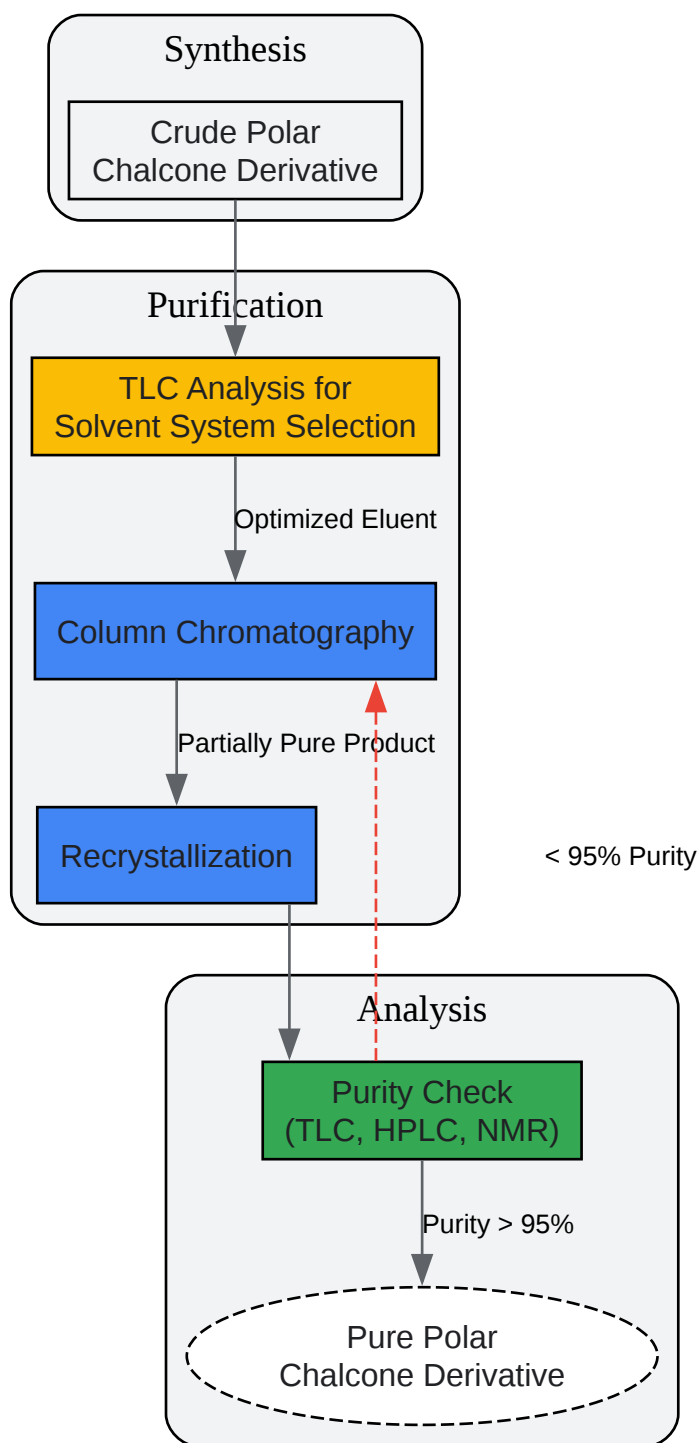 Synthesis
Crude Polar
Chalcone Derivative
Purification
TLC Analysis for
Solvent System Selection
Optimized Eluent
Column Chromatography
Partially Pure Product
Recrystallization
< 95% Purity
Analysis
Purity Check
(TLC, HPLC, NMR)
Purity > 95%
Pure Polar
Chalcone Derivative